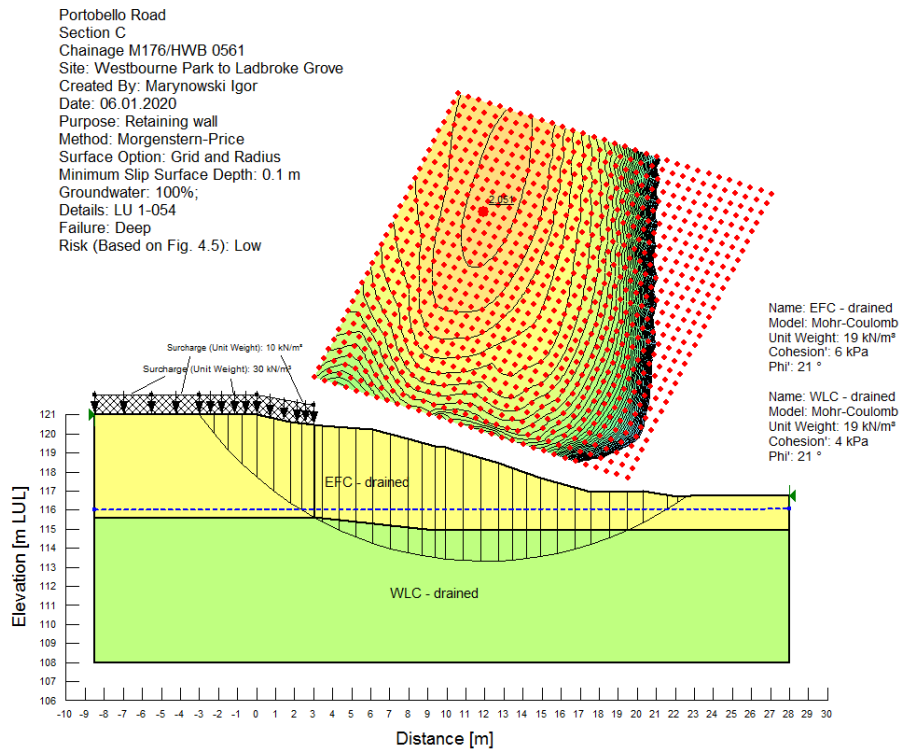 Portobello Road
Section C
Chainage M176/HWB 0561
Site: Westbourne Park to Ladbroke Grove
Created By: Marynowski Igor
Date: 06.01.2020
Purpose: Retaining wall
Method: Morgenstern-Price
Surface Option: Grid and Radius
Minimum Slip Surface Depth: 0.1 m
Groundwater: 100%;
Details: LU 1-054
Failure: Deep
Risk (Based on Fig. 4.5): Low
2.051
Name: EFC - drained
Model: Mohr-Coulomb
Unit Weight: 19 kN/m³
Cohesion': 6 kPa
Phi': 21 °
Name: WLC - drained
Model: Mohr-Coulomb
Unit Weight: 19 kN/m³
Cohesion': 4 kPa
Phi': 21 °
Surcharge (Unit Weight): 10 kN/m³
Surcharge (Unit Weight): 30 kN/m³
EFC - drained
WLC - drained
Elevation [m LUL]
121
120
119
118
117
116
115
114
113
112
111
110
109
108
107
106
-10 -9 -8 -7 -6 -5 -4 -3 -2 -1 0 1 2 3 4 5 6 7 8 9 10 11 12 13 14 15 16 17 18 19 20 21 22 23 24 25 26 27 28 29 30
Distance [m]